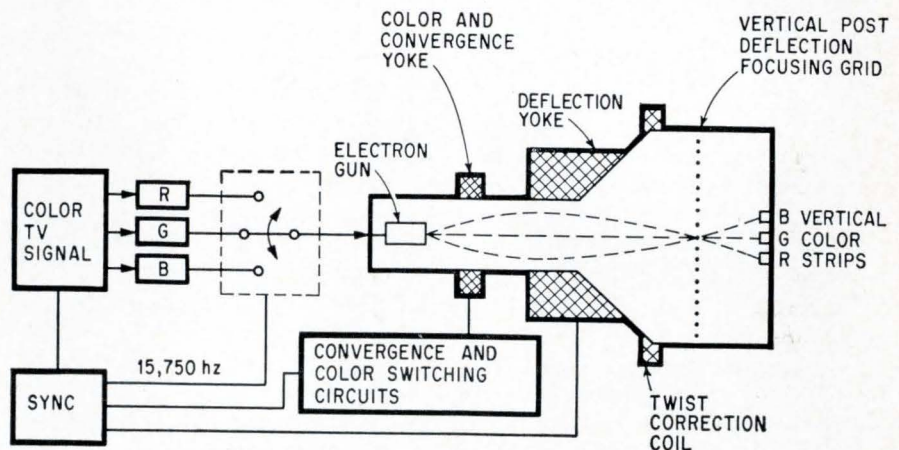 COLOR AND
CONVERGENCE
YOKE
VERTICAL POST
DEFLECTION
FOCUSING GRID
DEFLECTION
YOKE
ELECTRON
GUN
COLOR
TV
SIGNAL
R
G
B
B VERTICAL
G COLOR
R STRIPS
15,750 hz
SYNC
CONVERGENCE AND
COLOR SWITCHING
CIRCUITS
TWIST
CORRECTION
COIL